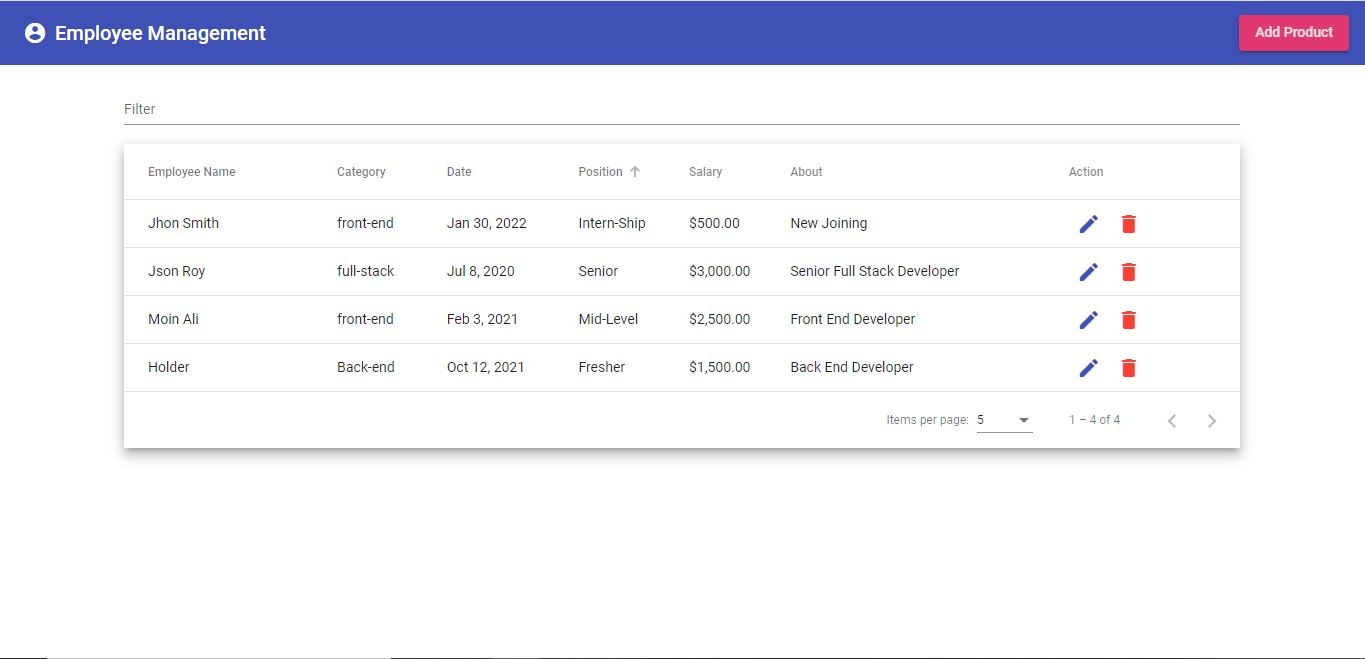 Employee Management
Add Product
Filter
Employee Name Category Date Position Salary About Action
Jhon Smith front-end Jan 30, 2022 Intern-Ship $500.00 New Joining
Json Roy full-stack Jul 8, 2020 Senior $3,000.00 Senior Full Stack Developer
Moin Ali front-end Feb 3, 2021 Mid-Level $2,500.00 Front End Developer
Holder Back-end Oct 12, 2021 Fresher $1,500.00 Back End Developer
Items per page: 5 1 – 4 of 4